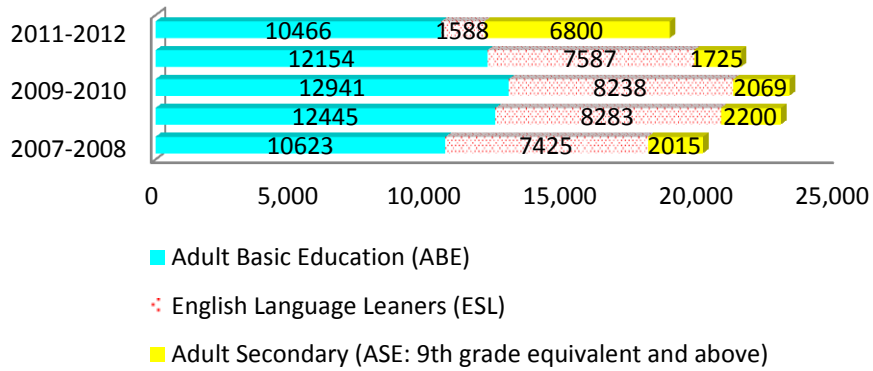 2011-2012 10466 1588 6800
12154 7587 1725
2009-2010 12941 8238 2069
12445 8283 2200
2007-2008 10623 7425 2015
0 5,000 10,000 15,000 20,000 25,000
Adult Basic Education (ABE)
English Language Leaners (ESL)
Adult Secondary (ASE: 9th grade equivalent and above)